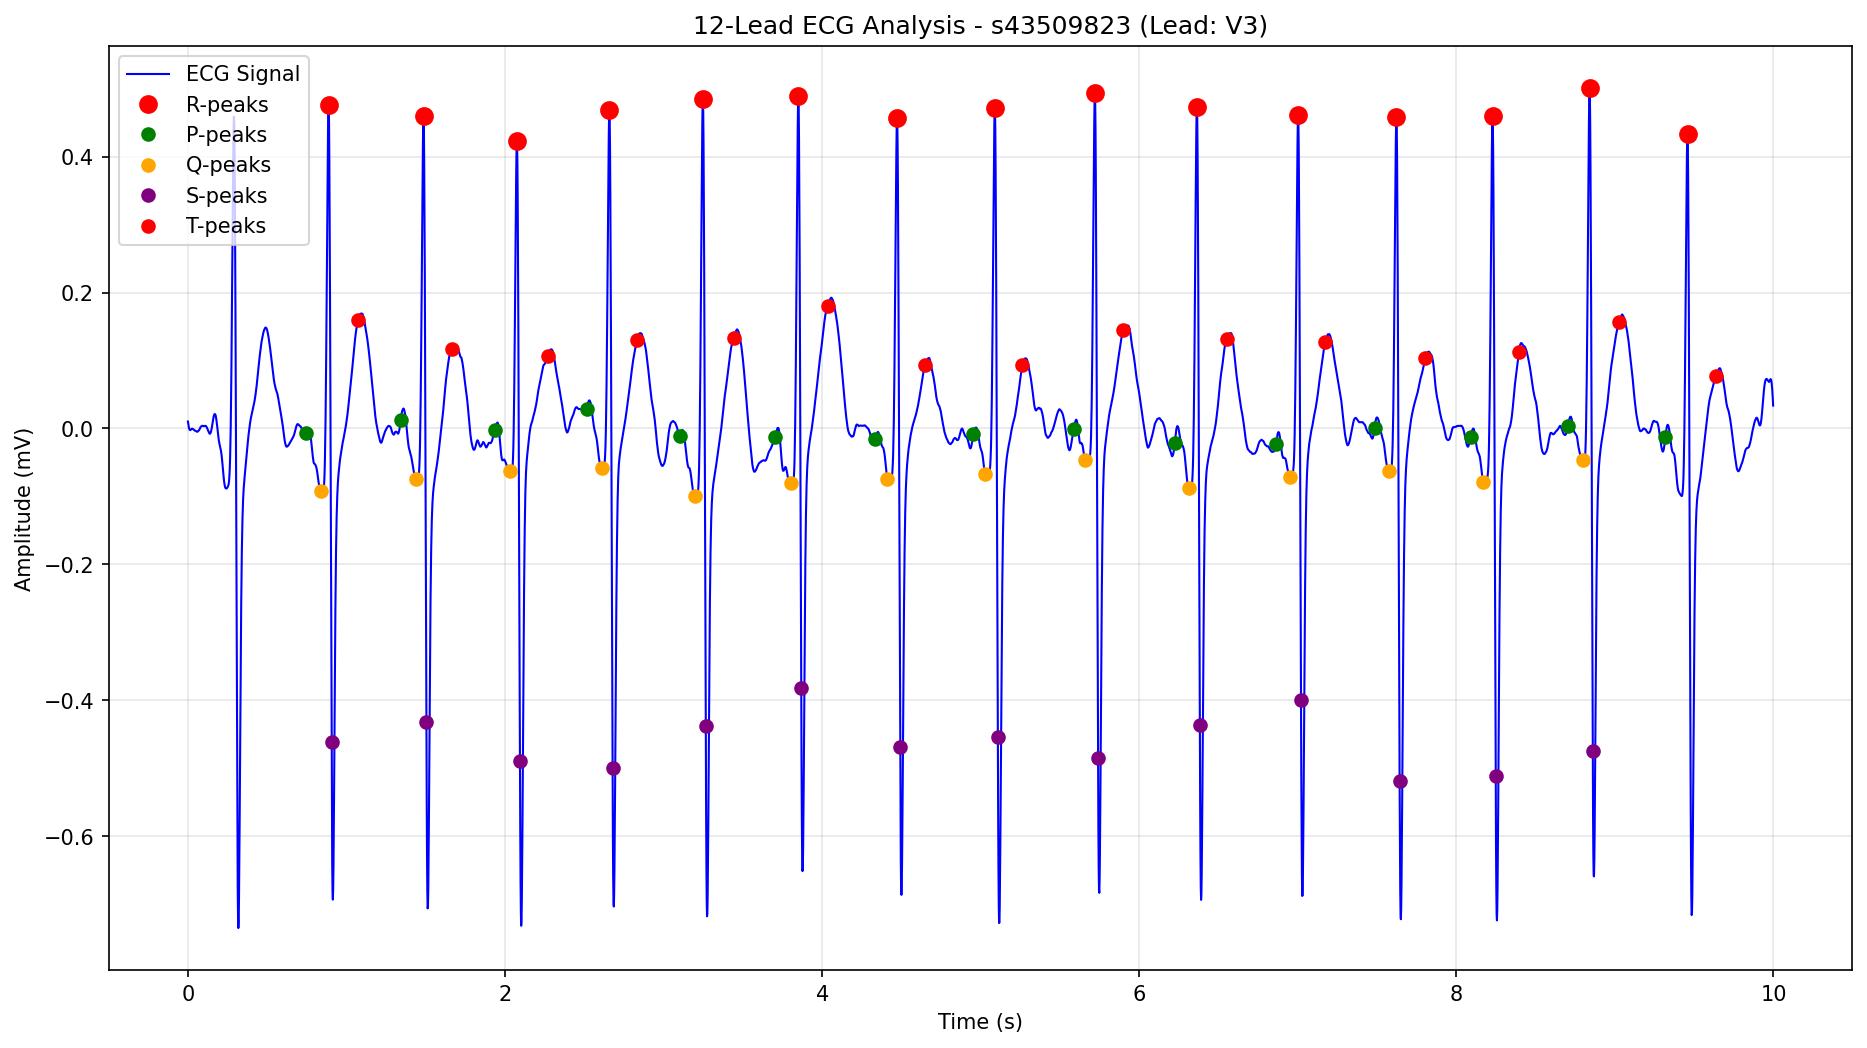 12-Lead ECG Analysis - s43509823 (Lead: V3)
ECG Signal
R-peaks
P-peaks
Q-peaks
S-peaks
T-peaks
Amplitude (mV)
0.4
0.2
0.0
−0.2
−0.4
−0.6
0 2 4 6 8 10
Time (s)